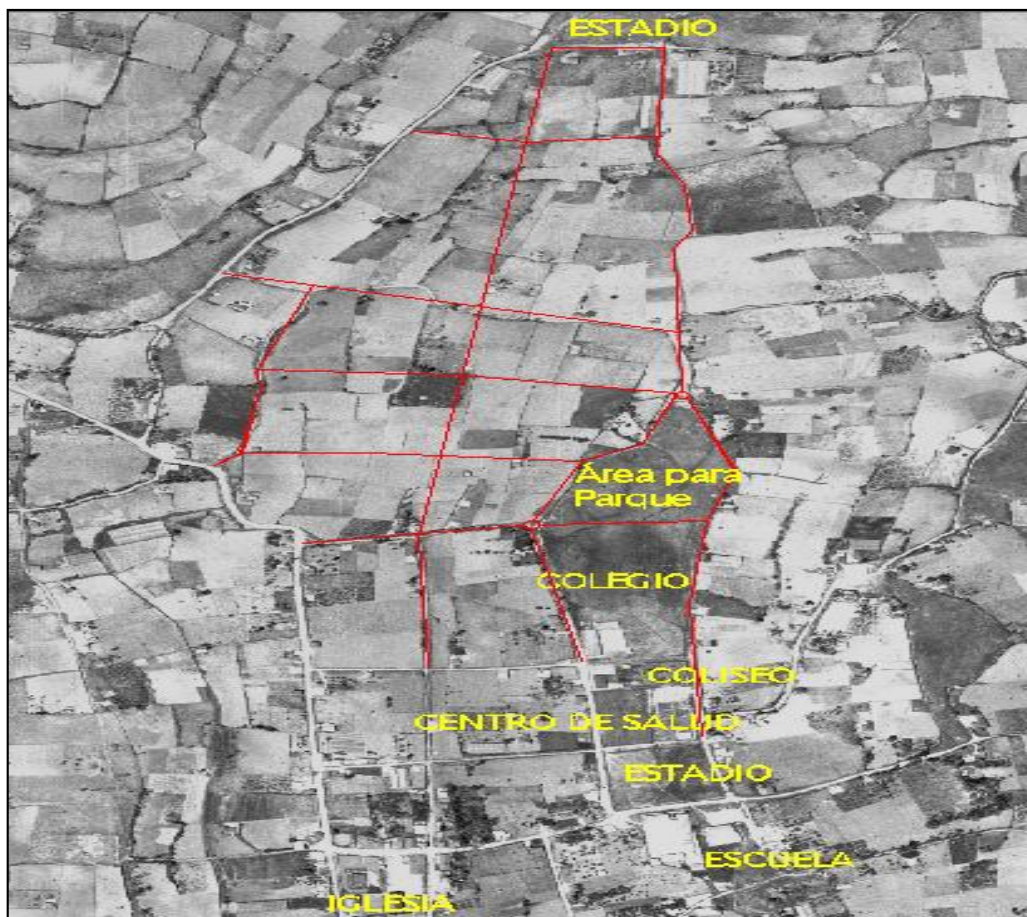 ESTADIO
Área para
Parque
COLEGIO
COLISEO
CENTRO DE SALUD
ESTADIO
ESCUELA
IGLESIA